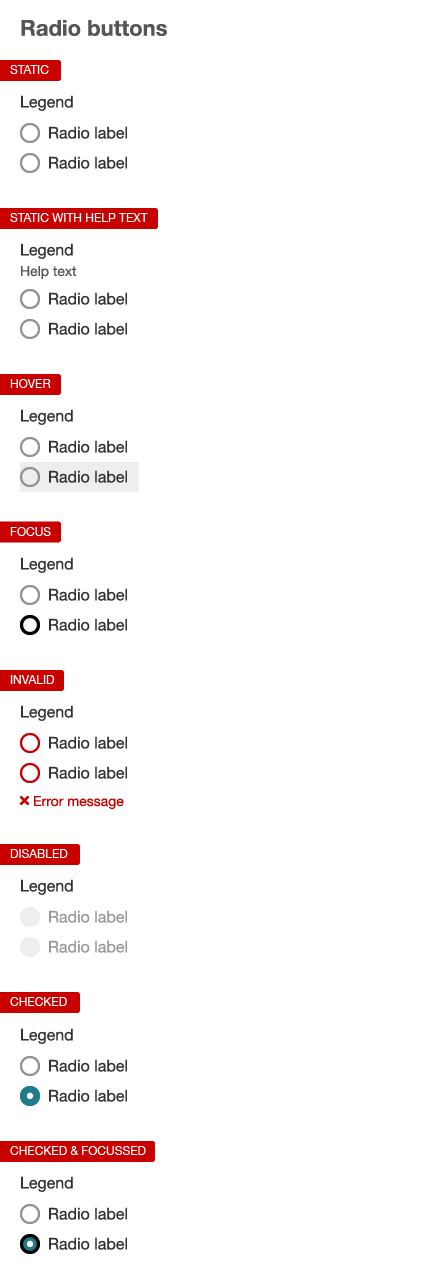 Radio buttons
STATIC
Legend
Radio label
Radio label
STATIC WITH HELP TEXT
Legend
Help text
Radio label
Radio label
HOVER
Legend
Radio label
Radio label
FOCUS
Legend
Radio label
Radio label
INVALID
Legend
Radio label
Radio label
Error message
DISABLED
Legend
Radio label
Radio label
CHECKED
Legend
Radio label
Radio label
CHECKED & FOCUSSED
Legend
Radio label
Radio label